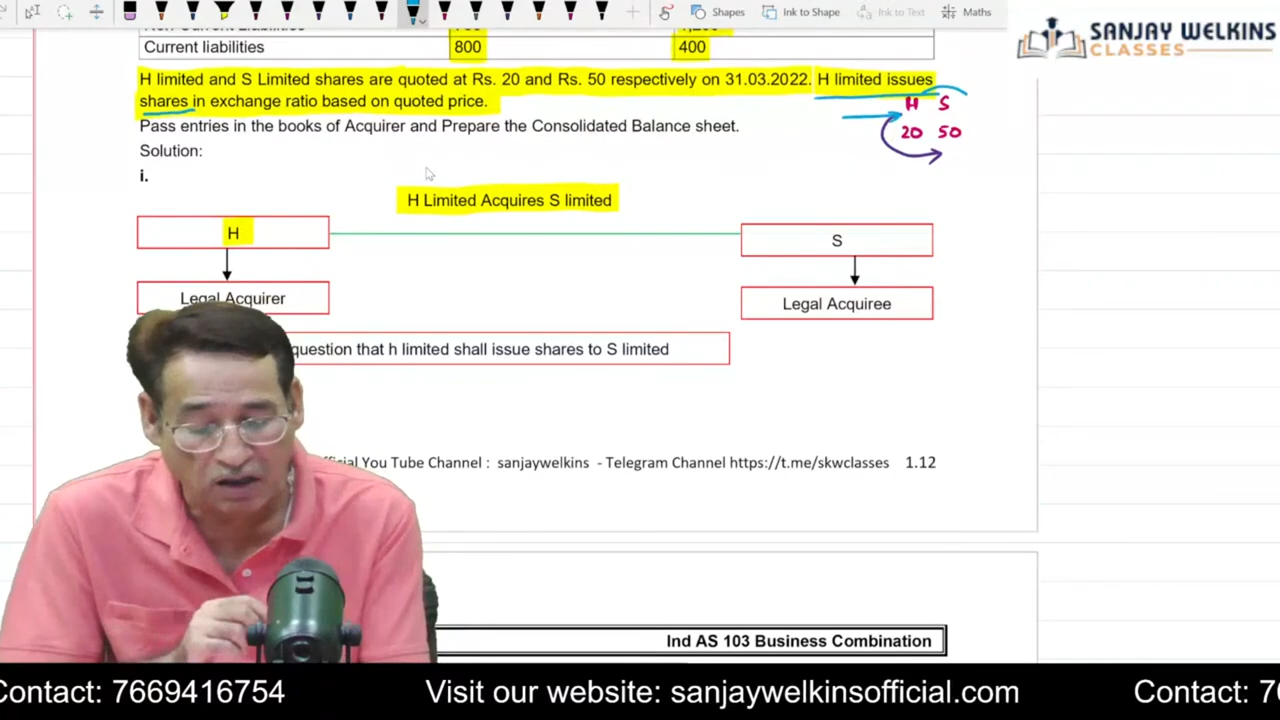 Shapes
Ink to Shape
Ink to Text
Maths
SANJAY WELKINS
CLASSES
Current liabilities 800 400
H limited and S Limited shares are quoted at Rs. 20 and Rs. 50 respectively on 31.03.2022. H limited issues
shares in exchange ratio based on quoted price.
H S
20 50
Pass entries in the books of Acquirer and Prepare the Consolidated Balance sheet.
Solution:
i.
H Limited Acquires S limited
H
S
Legal Acquirer
Legal Acquiree
question that h limited shall issue shares to S limited
You Tube Channel : sanjaywelkins - Telegram Channel https://t.me/skwclasses 1.12
Ind AS 103 Business Combination
Contact: 7669416754 Visit our website: sanjaywelkinsofficial.com Contact: 7